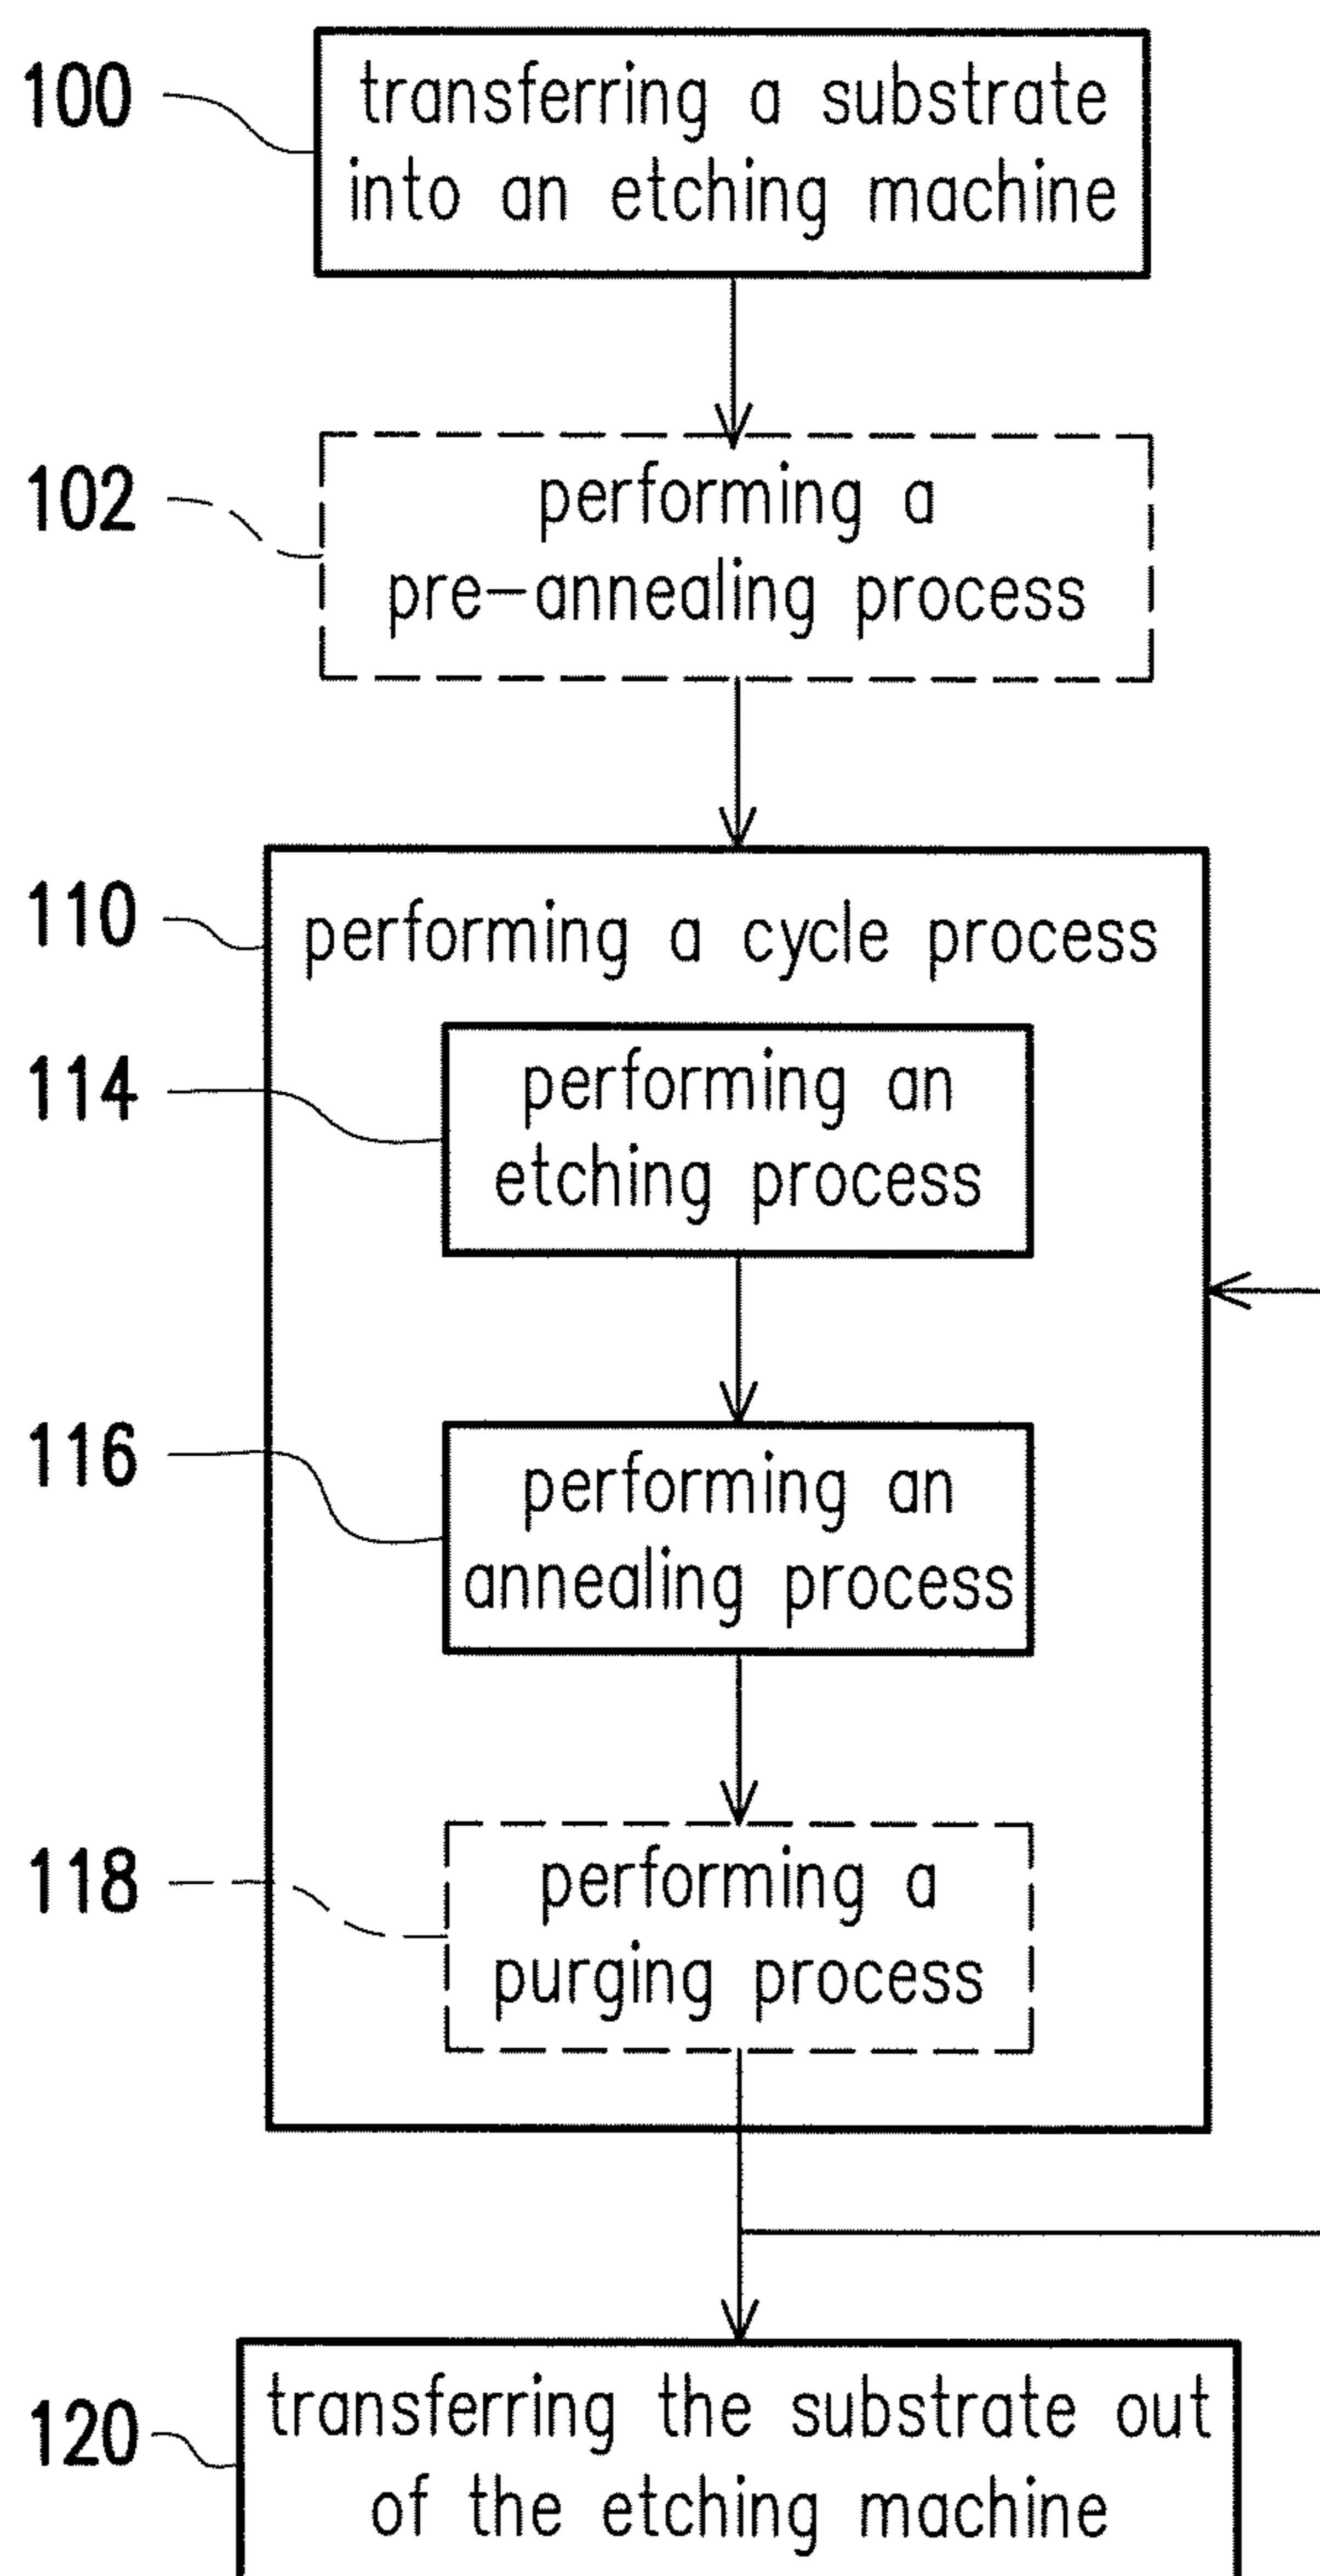 100
transferring a substrate
into an etching machine
102
performing a
pre-annealing process
110
performing a cycle process
114
performing an
etching process
116
performing an
annealing process
118
performing a
purging process
120
transferring the substrate out
of the etching machine